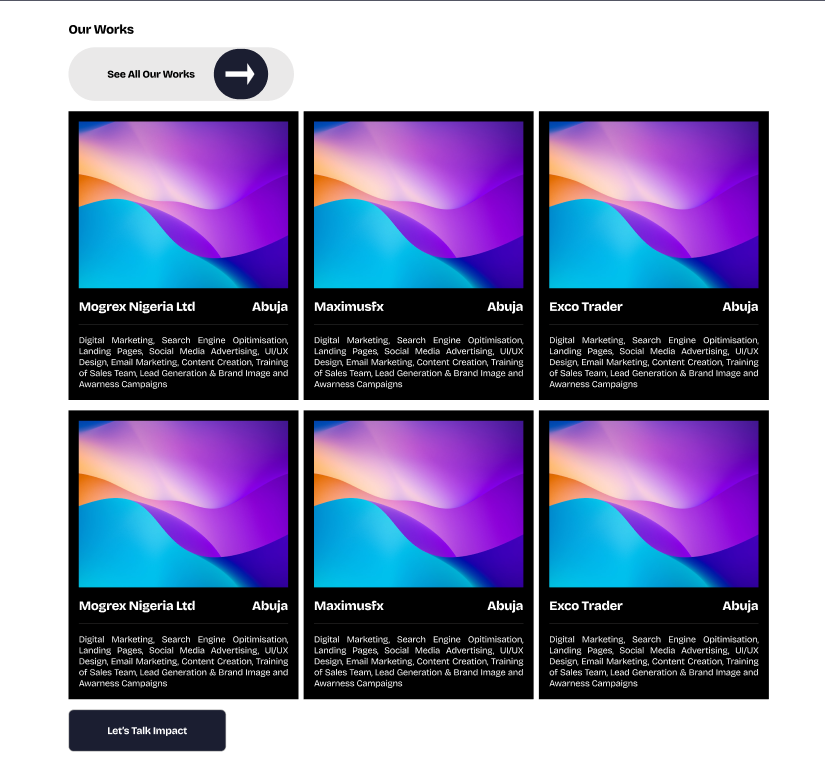 Our Works
See All Our Works
Mogrex Nigeria Ltd Abuja
Digital Marketing, Search Engine Opitimisation,
Landing Pages, Social Media Advertising, UI/UX
Design, Email Marketing, Content Creation, Training
of Sales Team, Lead Generation & Brand Image and
Awarness Campaigns
Maximusfx Abuja
Digital Marketing, Search Engine Opitimisation,
Landing Pages, Social Media Advertising, UI/UX
Design, Email Marketing, Content Creation, Training
of Sales Team, Lead Generation & Brand Image and
Awarness Campaigns
Exco Trader Abuja
Digital Marketing, Search Engine Opitimisation,
Landing Pages, Social Media Advertising, UI/UX
Design, Email Marketing, Content Creation, Training
of Sales Team, Lead Generation & Brand Image and
Awarness Campaigns
Mogrex Nigeria Ltd Abuja
Digital Marketing, Search Engine Opitimisation,
Landing Pages, Social Media Advertising, UI/UX
Design, Email Marketing, Content Creation, Training
of Sales Team, Lead Generation & Brand Image and
Awarness Campaigns
Maximusfx Abuja
Digital Marketing, Search Engine Opitimisation,
Landing Pages, Social Media Advertising, UI/UX
Design, Email Marketing, Content Creation, Training
of Sales Team, Lead Generation & Brand Image and
Awarness Campaigns
Exco Trader Abuja
Digital Marketing, Search Engine Opitimisation,
Landing Pages, Social Media Advertising, UI/UX
Design, Email Marketing, Content Creation, Training
of Sales Team, Lead Generation & Brand Image and
Awarness Campaigns
Let's Talk Impact